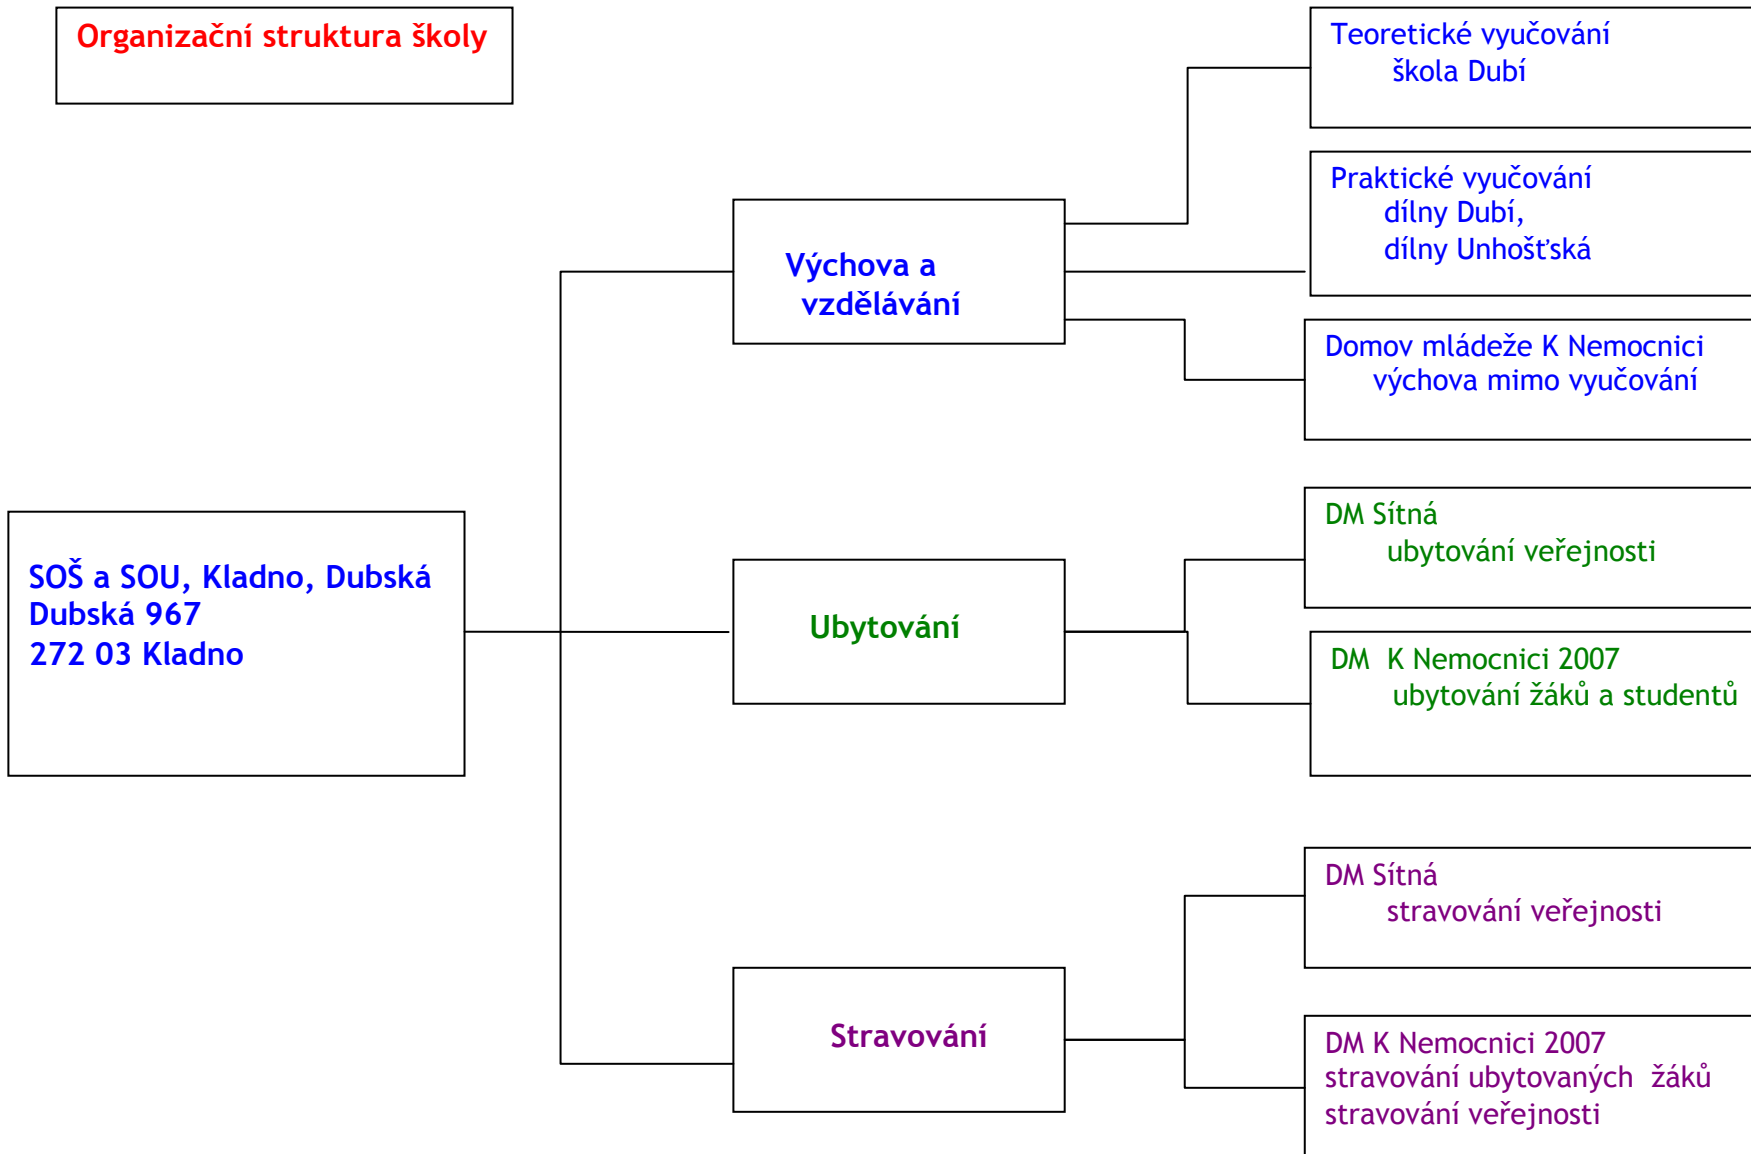 Organizační struktura školy
Teoretické vyučování
škola Dubí
Praktické vyučování
dílny Dubí,
dílny Unhošťská
Výchova a
vzdělávání
Domov mládeže K Nemocnici
výchova mimo vyučování
SOŠ a SOU, Kladno, Dubská
Dubská 967
272 03 Kladno
DM Sítná
ubytování veřejnosti
Ubytování
DM K Nemocnici 2007
ubytování žáků a studentů
DM Sítná
stravování veřejnosti
Stravování
DM K Nemocnici 2007
stravování ubytovaných žáků
stravování veřejnosti